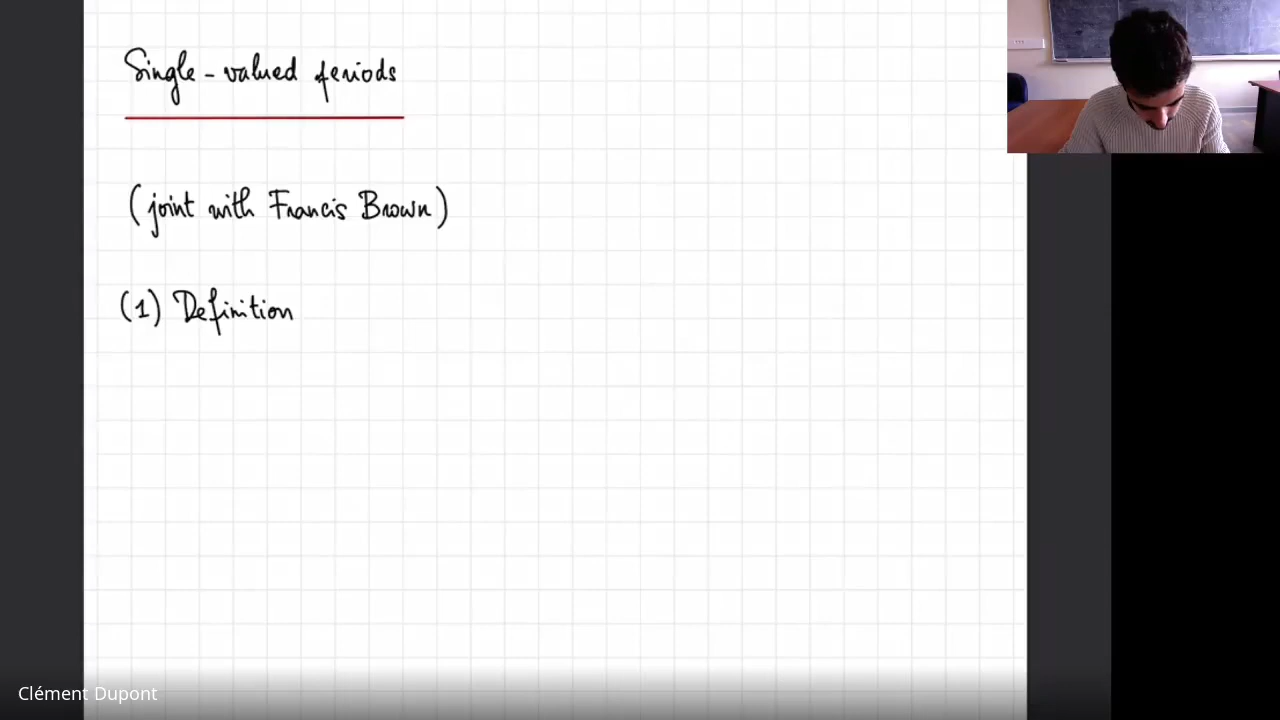 Single-valued periods
(joint with Francis Brown)
(1) Definition
Clément Dupont